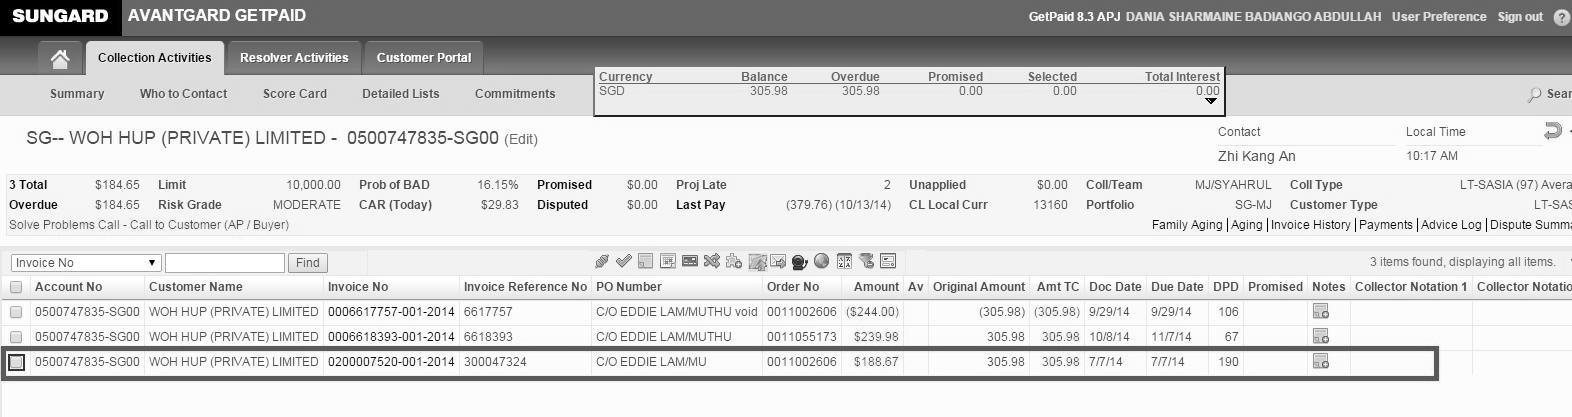 SUNGARD AVANTGARD GETPAID GetPaid 8.3 APJ DANIA SHARMAINE BADIANGO ABDULLAH User Preference Sign out ?
Collection Activities Resolver Activities Customer Portal
Currency Balance Overdue Promised Selected Total Interest
SGD 305.98 305.98 0.00 0.00 0.00
Summary Who to Contact Score Card Detailed Lists Commitments Sear
SG-- WOH HUP (PRIVATE) LIMITED - 0500747835-SG00 (Edit)
Contact Local Time
Zhi Kang An 10:17 AM
3 Total $184.65 Limit 10,000.00 Prob of BAD 16.15% Promised $0.00 Proj Late 2 Unapplied $0.00 Coll/Team MJ/SYAHRUL Coll Type LT-SASIA (97) Avera
Overdue $184.65 Risk Grade MODERATE CAR (Today) $29.83 Disputed $0.00 Last Pay (379.76) (10/13/14) CL Local Curr 13160 Portfolio SG-MJ Customer Type LT-SAS
Solve Problems Call - Call to Customer (AP / Buyer) Family Aging | Aging | Invoice History | Payments | Advice Log | Dispute Summa
Invoice No Find 3 items found, displaying all items.
Account No Customer Name Invoice No Invoice Reference No PO Number Order No Amount Av Original Amount Amt TC Doc Date Due Date DPD Promised Notes Collector Notation 1 Collector Notatio
0500747835-SG00 WOH HUP (PRIVATE) LIMITED 0006617757-001-2014 6617757 C/O EDDIE LAM/MUTHU void 0011002606 ($244.00) (305.98) (305.98) 9/29/14 9/29/14 106
0500747835-SG00 WOH HUP (PRIVATE) LIMITED 0006618393-001-2014 6618393 C/O EDDIE LAM/MUTHU 0011055173 $239.98 305.98 305.98 10/8/14 11/7/14 67
0500747835-SG00 WOH HUP (PRIVATE) LIMITED 0200007520-001-2014 300047324 C/O EDDIE LAM/MU 0011002606 $188.67 305.98 305.98 7/7/14 7/7/14 190